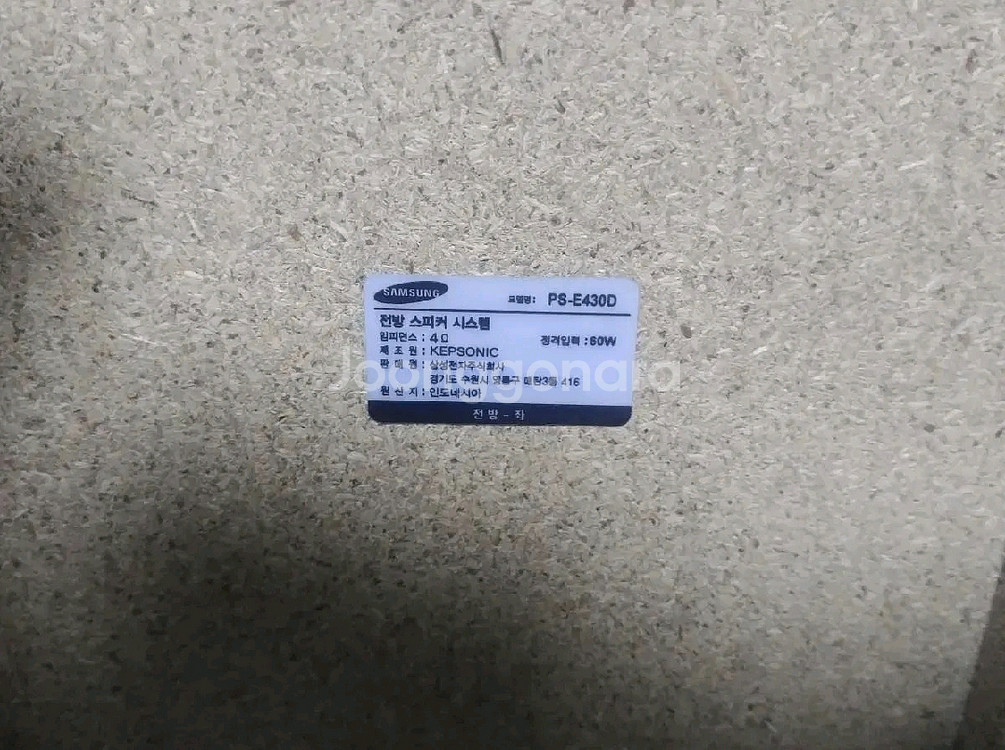 SAMSUNG
모델명: PS-E430D
전방 스피커 시스템
임피던스 : 4Ω 정격입력 : 60W
제 조 원 : KEPSONIC
판 매 원 : 삼성전자주식회사
경기도 수원시 영통구 매탄3동 416
원 산 지 : 인도네시아
전방 - 좌
Joonggonara